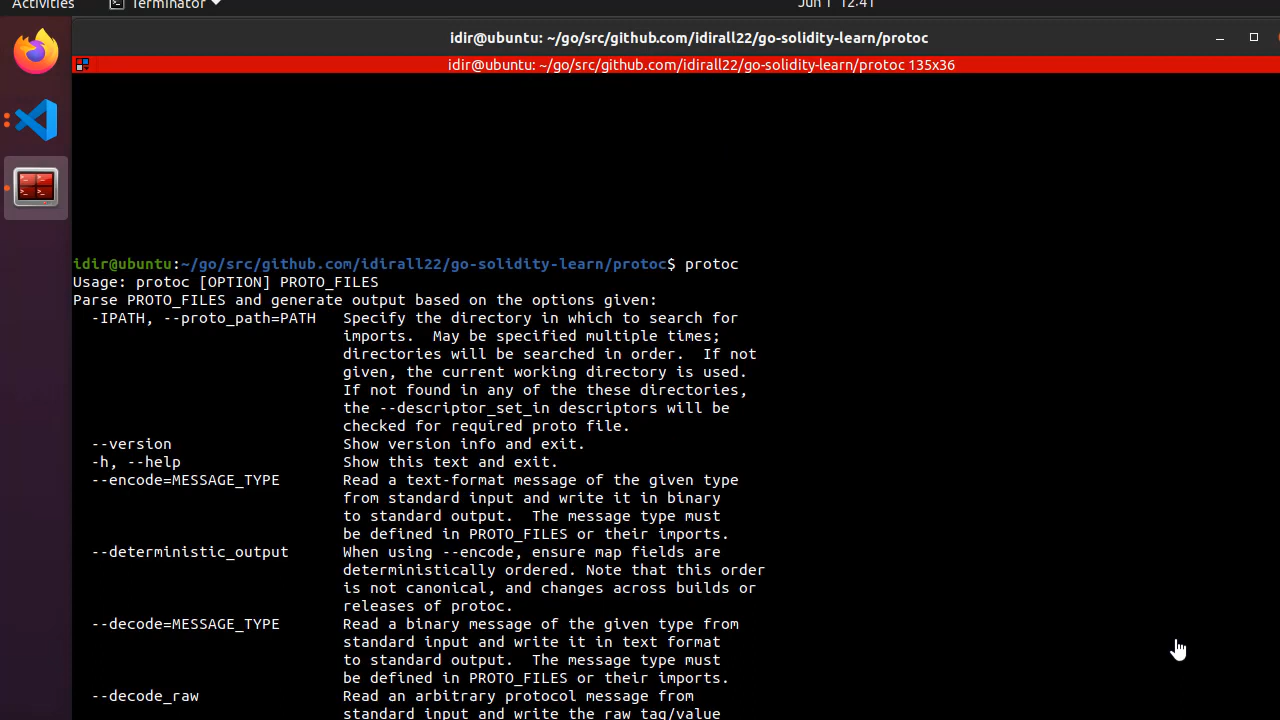 Activities
Terminator
Jun 1 12:41
idir@ubuntu: ~/go/src/github.com/idirall22/go-solidity-learn/protoc
idir@ubuntu: ~/go/src/github.com/idirall22/go-solidity-learn/protoc 135x36
idir@ubuntu:~/go/src/github.com/idirall22/go-solidity-learn/protoc$ protoc
Usage: protoc [OPTION] PROTO_FILES
Parse PROTO_FILES and generate output based on the options given:
-IPATH, --proto_path=PATH   Specify the directory in which to search for
imports.  May be specified multiple times;
directories will be searched in order.  If not
given, the current working directory is used.
If not found in any of the these directories,
the --descriptor_set_in descriptors will be
checked for required proto file.
--version                   Show version info and exit.
-h, --help                  Show this text and exit.
--encode=MESSAGE_TYPE       Read a text-format message of the given type
from standard input and write it in binary
to standard output.  The message type must
be defined in PROTO_FILES or their imports.
--deterministic_output      When using --encode, ensure map fields are
deterministically ordered. Note that this order
is not canonical, and changes across builds or
releases of protoc.
--decode=MESSAGE_TYPE       Read a binary message of the given type from
standard input and write it in text format
to standard output.  The message type must
be defined in PROTO_FILES or their imports.
--decode_raw                Read an arbitrary protocol message from
standard input and write the raw tag/value